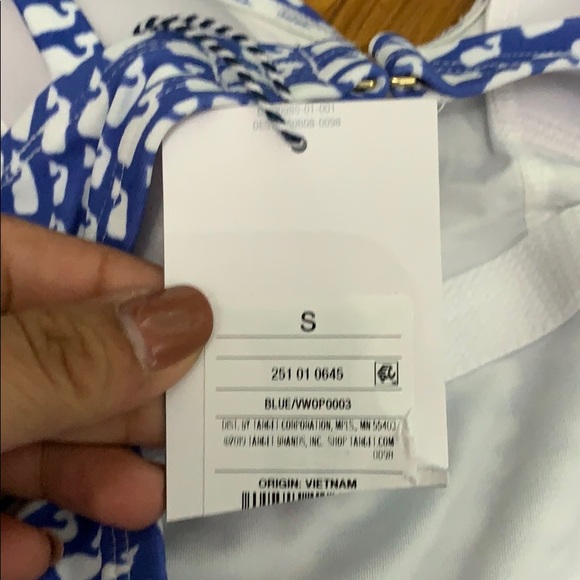 S
251 01 0645
BLUE/VW0P0003
DIST. BY TARGET CORPORATION, MPLS, MN 55403
©2019 TARGET BRANDS, INC. SHOP TARGET.COM
009H
ORIGIN: VIETNAM